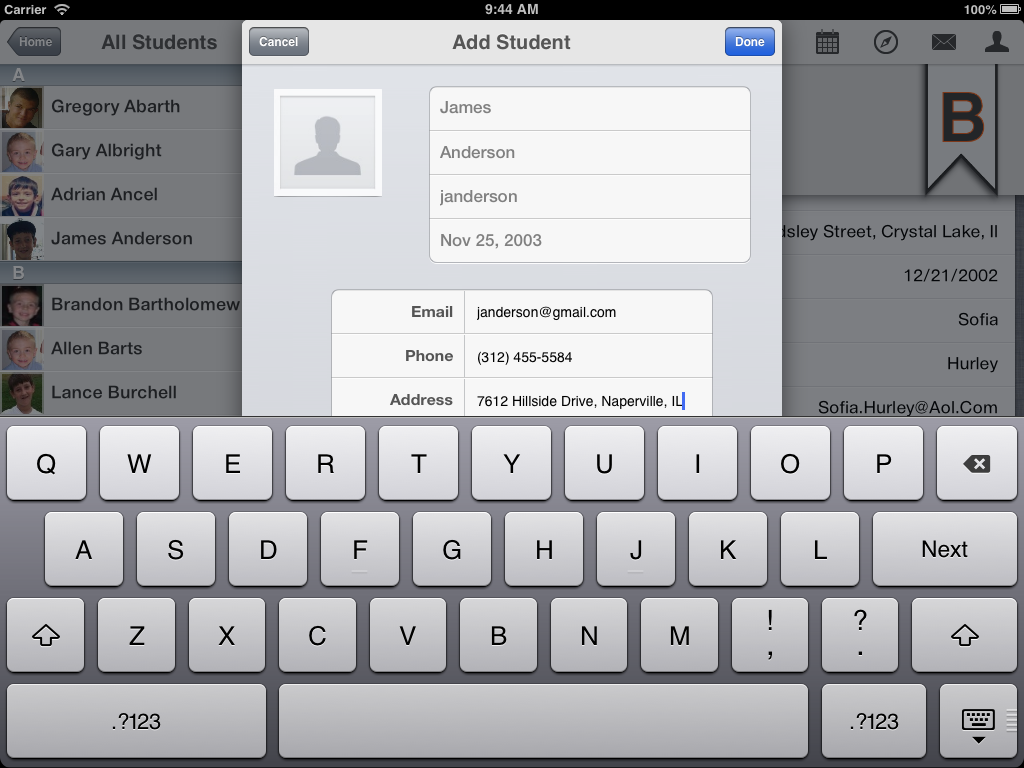 Carrier 9:44 AM 100%
Home All Students Cancel Add Student Done
A
Gregory Abarth
Gary Albright
Adrian Ancel
James Anderson
B
Brandon Bartholomew
Allen Barts
Lance Burchell
James
Anderson
janderson
Nov 25, 2003
Email janderson@gmail.com
Phone (312) 455-5584
Address 7612 Hillside Drive, Naperville, IL
B
Street, Crystal Lake, Il
12/21/2002
Sofia
Hurley
Sofia.Hurley@Aol.Com
Q W E R T Y U I O P
A S D F G H J K L Next
Z X C V B N M ! , ? .
.?123 .?123